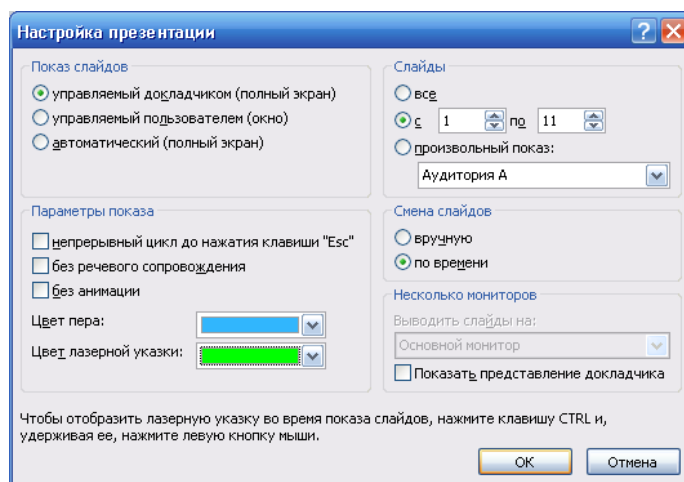 Настройка презентации
Показ слайдов
управляемый докладчиком (полный экран)
управляемый пользователем (окно)
автоматический (полный экран)
Слайды
все
с 1 по 11
произвольный показ:
Аудитория А
Параметры показа
непрерывный цикл до нажатия клавиши "Esc"
без речевого сопровождения
без анимации
Цвет пера:
Цвет лазерной указки:
Смена слайдов
вручную
по времени
Несколько мониторов
Выводить слайды на:
Основной монитор
Показать представление докладчика
Чтобы отобразить лазерную указку во время показа слайдов, нажмите клавишу CTRL и,
удерживая ее, нажмите левую кнопку мыши.
ОК
Отмена